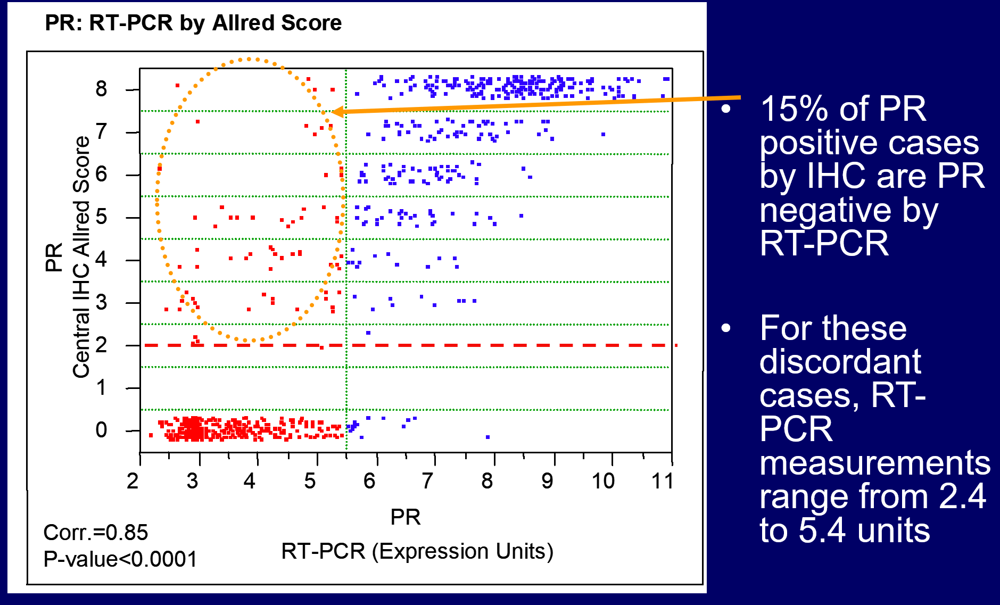 PR: RT-PCR by Allred Score
PR
Central IHC Allred Score
8
7
6
5
4
3
2
1
0
2 3 4 5 6 7 8 9 10 11
PR
RT-PCR (Expression Units)
Corr.=0.85
P-value<0.0001
• 15% of PR
positive cases
by IHC are PR
negative by
RT-PCR
• For these
discordant
cases, RT-
PCR
measurements
range from 2.4
to 5.4 units